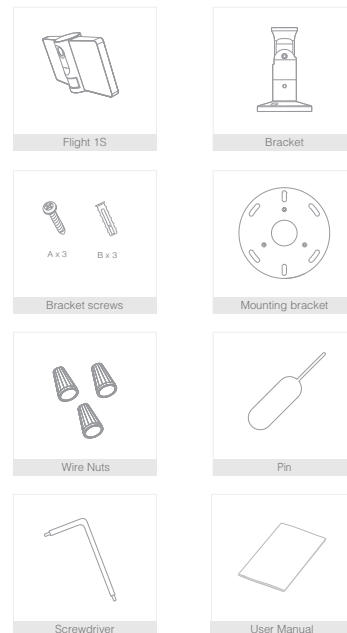 Flight 1S
Bracket
A x 3
B x 3
Bracket screws
Mounting bracket
Wire Nuts
Pin
Screwdriver
User Manual